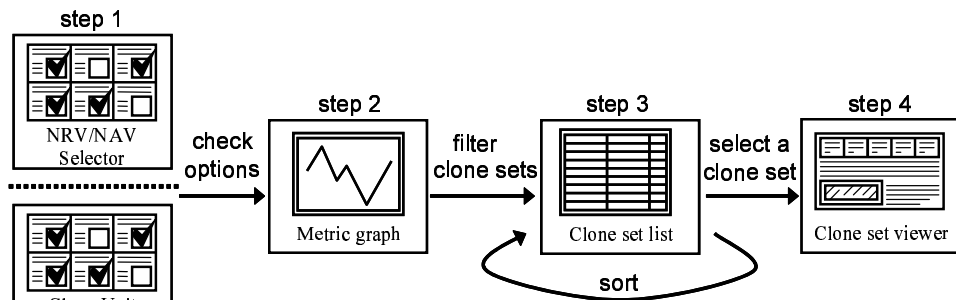 step 1
NRV/NAV
Selector
check
options
step 2
Metric graph
filter
clone sets
step 3
Clone set list
sort
select a
clone set
step 4
Clone set viewer